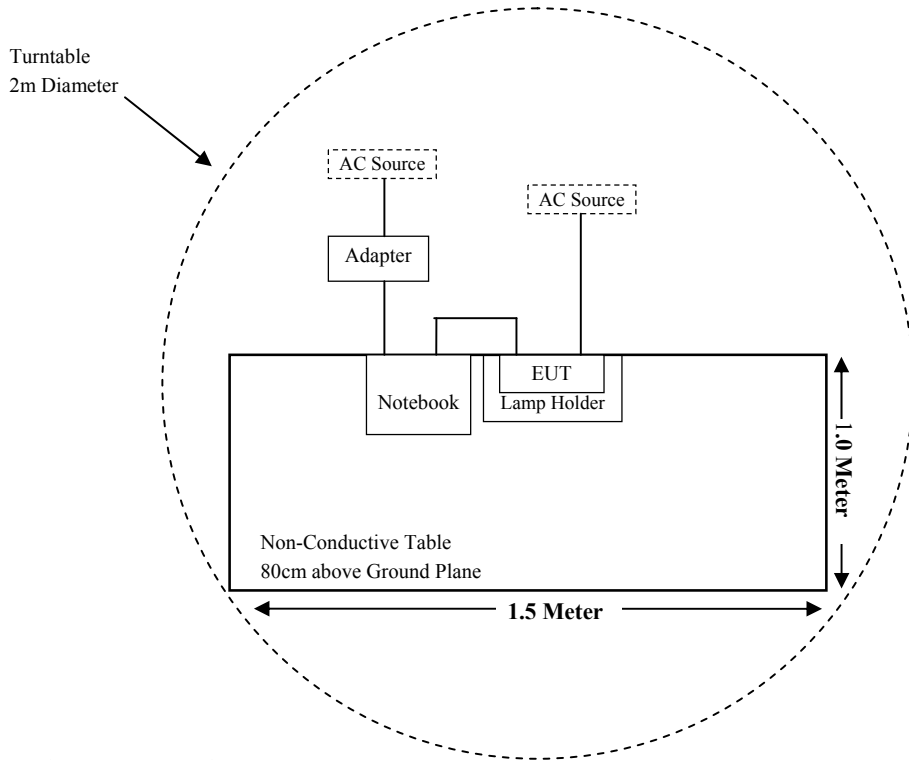 Turntable
2m Diameter
AC Source
AC Source
Adapter
EUT
Notebook
Lamp Holder
1.0 Meter
Non-Conductive Table
80cm above Ground Plane
1.5 Meter